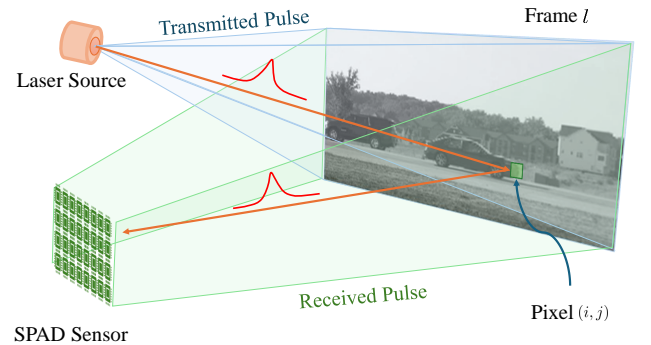 Transmitted Pulse
Frame l
Laser Source
Received Pulse
Pixel (i, j)
SPAD Sensor